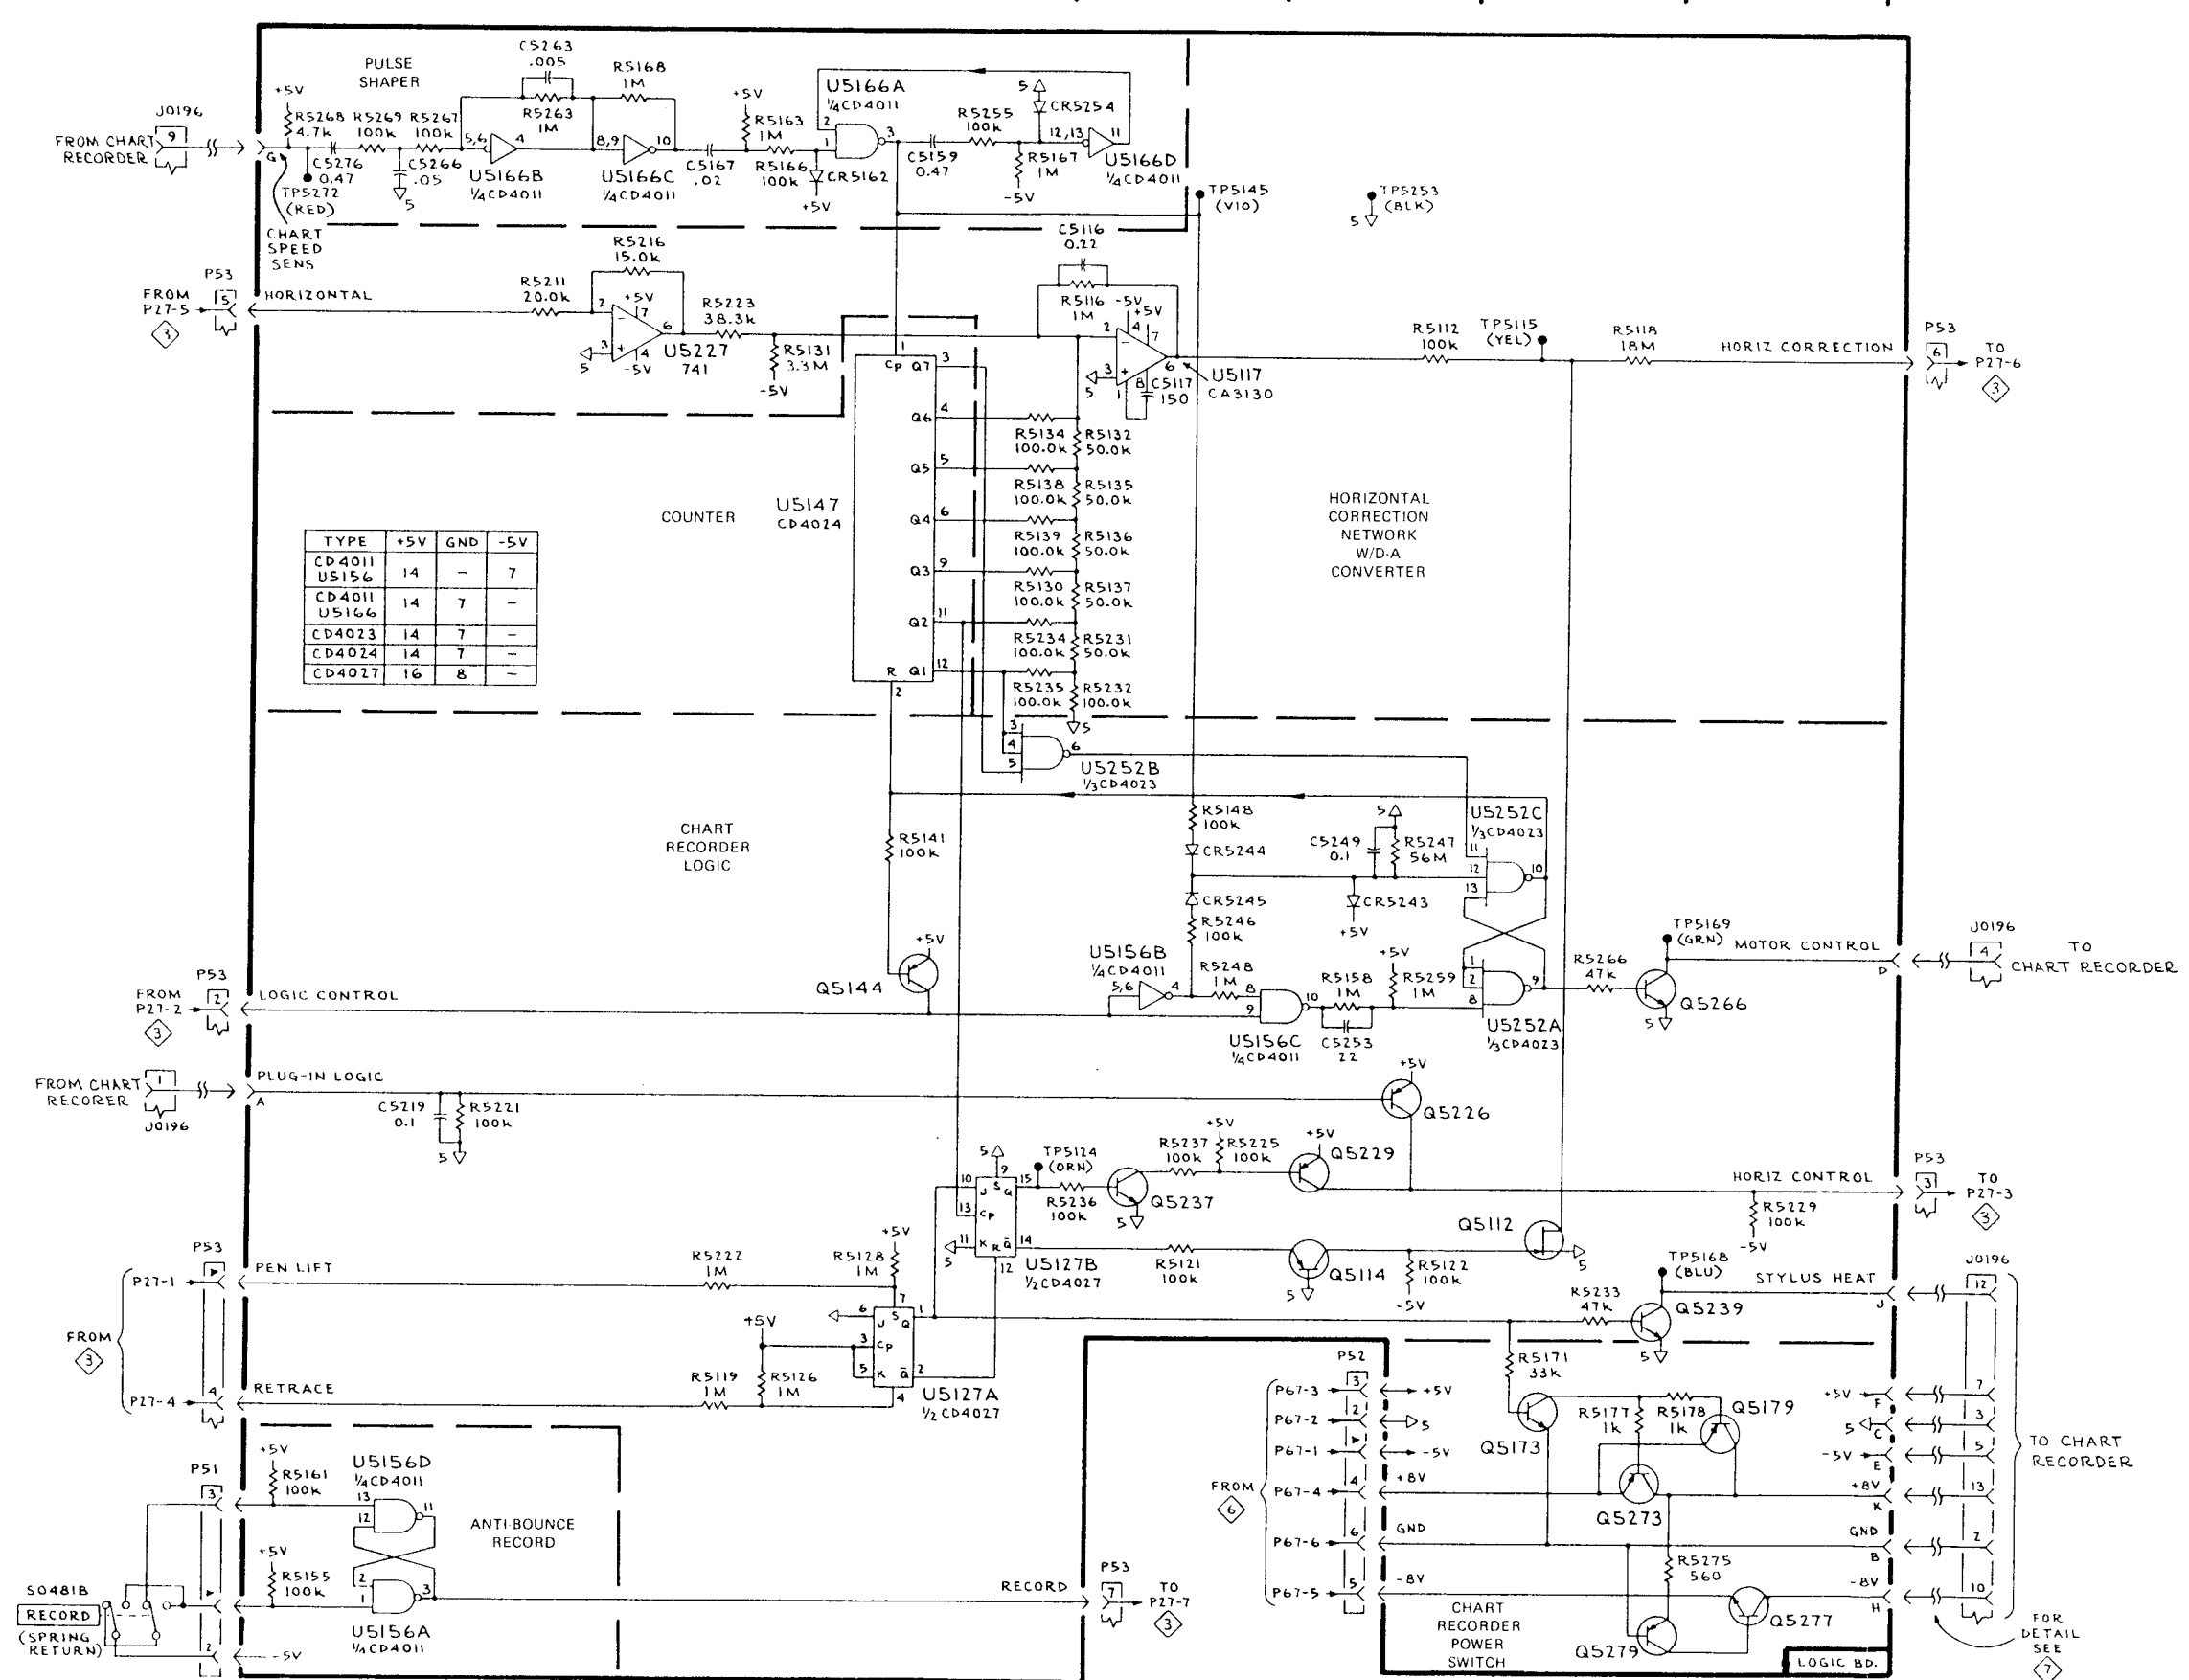 PULSE
SHAPER
C5263
.005
R5263
1M
R5168
1M
+5V
R5268
4.7k
R5269
100k
R5267
100k
J0196
9
FROM CHART
RECORDER
G
C5276
0.47
TP5272
(RED)
C5266
.05
5
5,6
4
U5166B
¼CD4011
8,9
10
U5166C
¼CD4011
C5167
.02
+5V
R5163
1M
R5166
100k
CR5162
+5V
U5166A
¼CD4011
2
1
3
C5159
0.47
R5255
100k
5
CR5254
R5167
1M
-5V
12,13
11
U5166D
¼CD4011
TP5145
(VIO)
TP5253
(BLK)
5
CHART
SPEED
SENS
P53
5
FROM
P27-5
3
HORIZONTAL
R5211
20.0k
R5216
15.0k
2
+5V
7
6
3
4
-5V
5
U5227
741
R5223
38.3k
R5131
3.3M
-5V
C5116
0.22
R5116
1M
-5V
+5V
2
4
7
3
6
8
1
5
C5117
150
U5117
CA3130
R5112
100k
TP5115
(YEL)
R5118
18M
HORIZ CORRECTION
P53
6
TO
P27-6
3
COUNTER
U5147
CD4024
1
CP
Q7
3
Q6
4
Q5
5
Q4
6
Q3
9
Q2
11
Q1
12
R
2
R5134
100.0k
R5132
50.0k
R5138
100.0k
R5135
50.0k
R5139
100.0k
R5136
50.0k
R5130
100.0k
R5137
50.0k
R5234
100.0k
R5231
50.0k
R5235
100.0k
R5232
100.0k
5
HORIZONTAL
CORRECTION
NETWORK
W/D-A
CONVERTER
TYPE +5V GND -5V
CD4011 U5156 14 – 7
CD4011 U5166 14 7 –
CD4023 14 7 –
CD4024 14 7 –
CD4027 16 8 –
3
4
5
6
U5252B
⅓CD4023
CHART
RECORDER
LOGIC
R5141
100k
+5V
Q5144
R5148
100k
CR5244
CR5245
R5246
100k
C5249
0.1
5
R5247
56M
CR5243
+5V
U5252C
⅓CD4023
11
12
13
10
U5156B
¼CD4011
5,6
4
R5248
1M
8
9
10
U5156C
¼CD4011
R5158
1M
C5253
22
+5V
R5259
1M
1
2
8
9
U5252A
⅓CD4023
R5266
47k
TP5169
(GRN)
Q5266
5
MOTOR CONTROL
D
J0196
4
TO
CHART RECORDER
P53
2
FROM
P27-2
3
LOGIC CONTROL
FROM CHART
RECORER
1
J0196
A
PLUG-IN LOGIC
C5219
0.1
R5221
100k
5
+5V
Q5226
5
9
10
J
S
Q
15
13
CP
11
K
R
Q̄
14
12
5
U5127B
½CD4027
TP5124
(ORN)
R5236
100k
Q5237
5
R5237
100k
+5V
R5225
100k
+5V
Q5229
HORIZ CONTROL
R5229
100k
-5V
P53
3
TO
P27-3
3
R5121
100k
Q5114
5
R5122
100k
-5V
Q5112
5
P53
P27-1
PEN LIFT
R5222
1M
+5V
R5128
1M
FROM
3
P27-4
4
RETRACE
R5119
1M
+5V
R5126
1M
7
6
J
S
Q
1
3
CP
5
K
Q̄
2
4
U5127A
½CD4027
R5233
47k
TP5168
(BLU)
Q5239
5
STYLUS HEAT
J
J0196
12
P51
3
+5V
R5161
100k
U5156D
¼CD4011
13
12
11
ANTI-BOUNCE
RECORD
+5V
R5155
100k
2
1
3
U5156A
¼CD4011
S0481B
RECORD
(SPRING
RETURN)
2
-5V
RECORD
P53
7
TO
P27-7
3
P52
FROM
6
P67-3
3
+5V
P67-2
2
5
P67-1
-5V
P67-4
4
+8V
P67-6
6
GND
P67-5
5
-8V
R5171
33k
Q5173
R5177
1k
R5178
1k
Q5179
Q5273
R5275
560
Q5277
Q5279
CHART
RECORDER
POWER
SWITCH
+5V
F
7
5
C
3
-5V
E
5
+8V
K
13
GND
B
2
-8V
H
10
TO CHART
RECORDER
FOR
DETAIL
SEE
7
LOGIC BD.